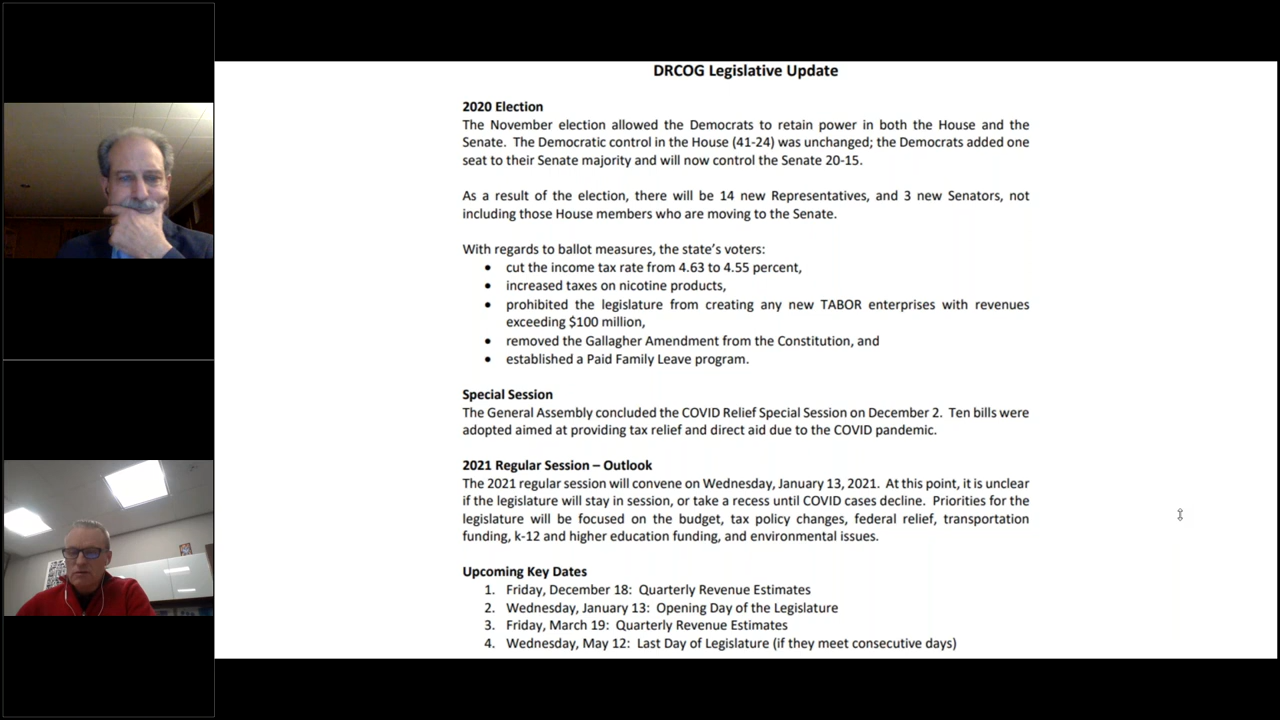 DRCOG Legislative Update
2020 Election
The November election allowed the Democrats to retain power in both the House and the
Senate. The Democratic control in the House (41-24) was unchanged; the Democrats added one
seat to their Senate majority and will now control the Senate 20-15.
As a result of the election, there will be 14 new Representatives, and 3 new Senators, not
including those House members who are moving to the Senate.
With regards to ballot measures, the state's voters:
• cut the income tax rate from 4.63 to 4.55 percent,
• increased taxes on nicotine products,
• prohibited the legislature from creating any new TABOR enterprises with revenues
exceeding $100 million,
• removed the Gallagher Amendment from the Constitution, and
• established a Paid Family Leave program.
Special Session
The General Assembly concluded the COVID Relief Special Session on December 2. Ten bills were
adopted aimed at providing tax relief and direct aid due to the COVID pandemic.
2021 Regular Session – Outlook
The 2021 regular session will convene on Wednesday, January 13, 2021. At this point, it is unclear
if the legislature will stay in session, or take a recess until COVID cases decline. Priorities for the
legislature will be focused on the budget, tax policy changes, federal relief, transportation
funding, k-12 and higher education funding, and environmental issues.
Upcoming Key Dates
1. Friday, December 18: Quarterly Revenue Estimates
2. Wednesday, January 13: Opening Day of the Legislature
3. Friday, March 19: Quarterly Revenue Estimates
4. Wednesday, May 12: Last Day of Legislature (if they meet consecutive days)